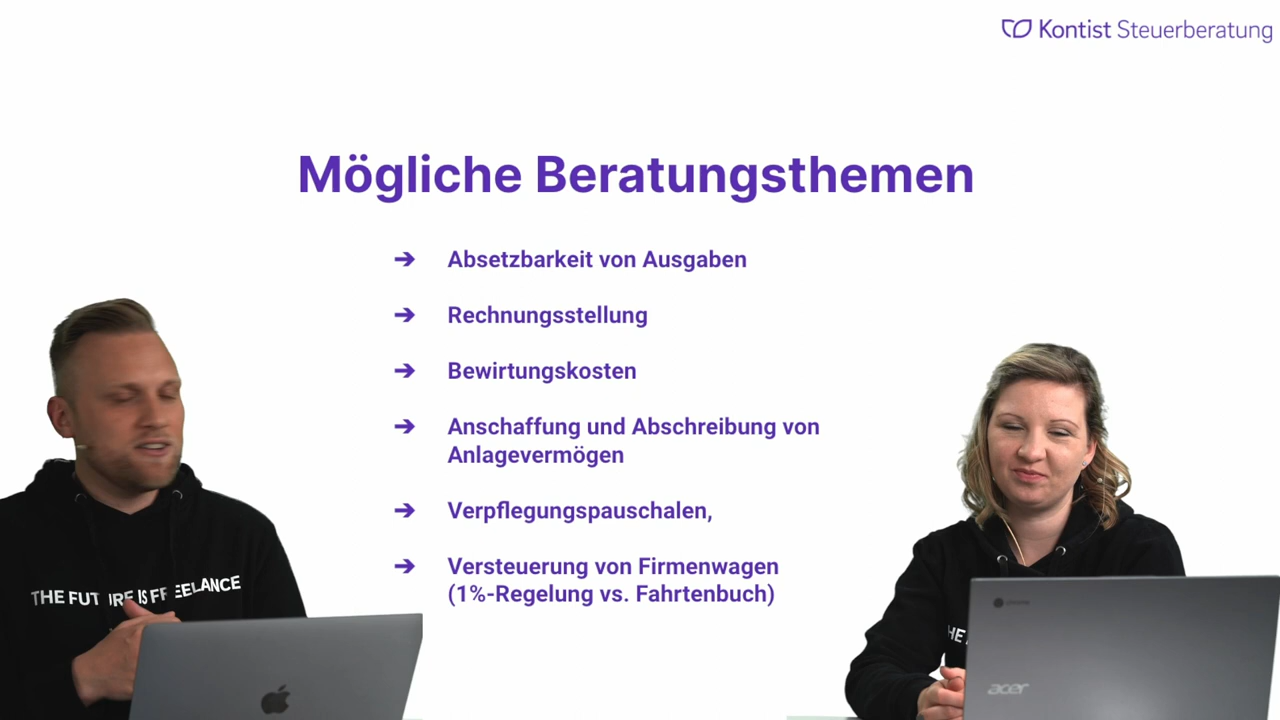 Kontist Steuerberatung
Mögliche Beratungsthemen
➔ Absetzbarkeit von Ausgaben
➔ Rechnungsstellung
➔ Bewirtungskosten
➔ Anschaffung und Abschreibung von
Anlagevermögen
➔ Verpflegungspauschalen,
➔ Versteuerung von Firmenwagen
(1%-Regelung vs. Fahrtenbuch)
THE FUTURE IS FREELANCE
acer